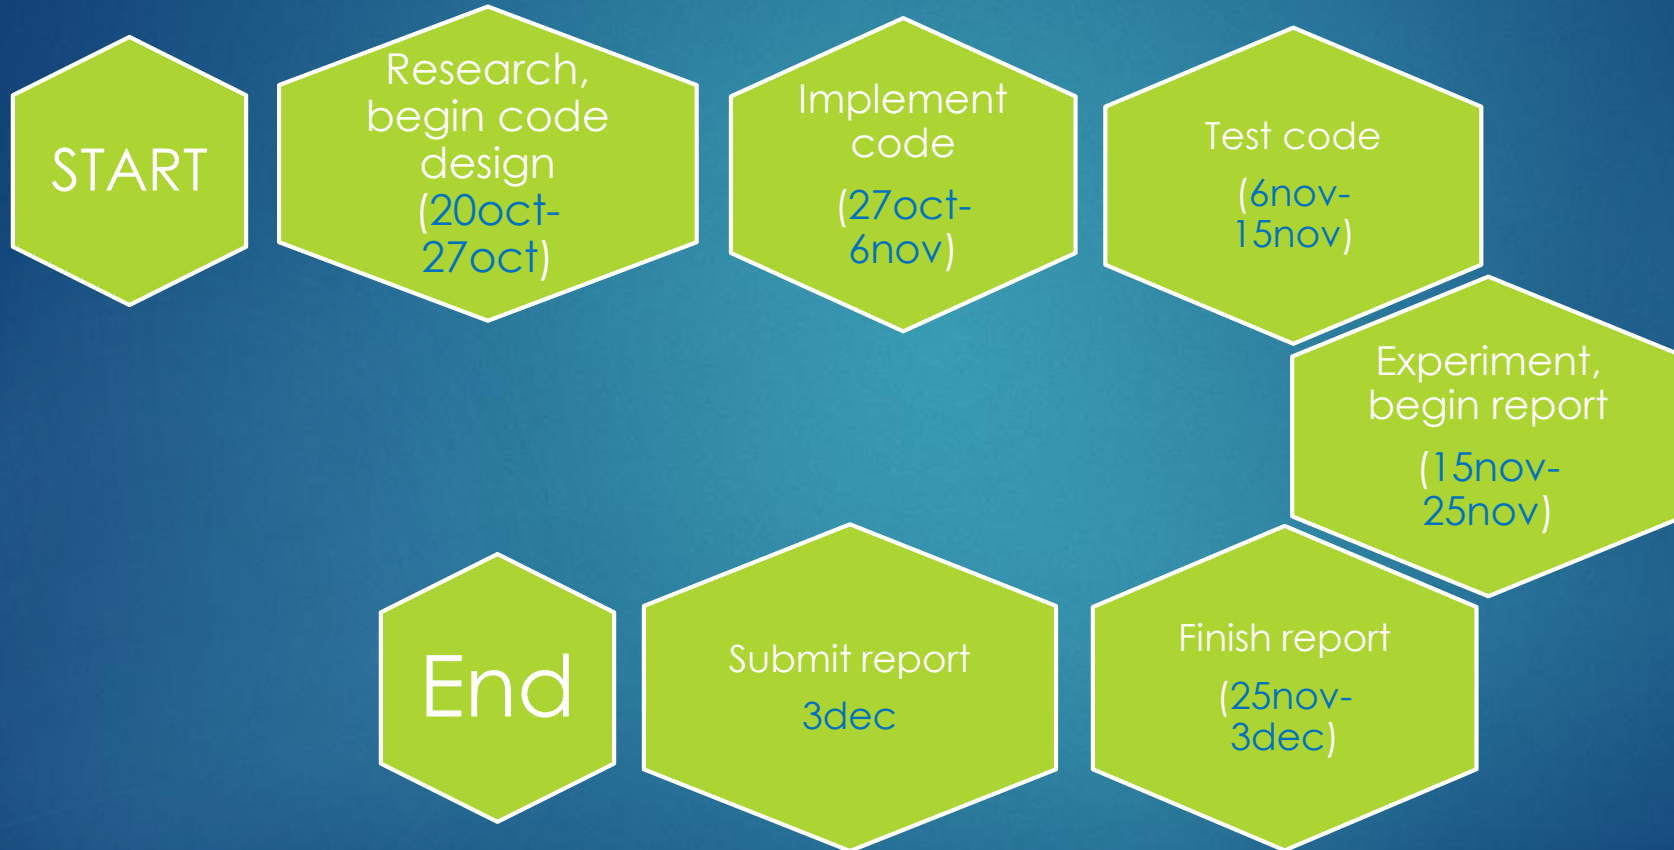 START
Research,
begin code
design
(20oct-
27oct)
Implement
code
(27oct-
6nov)
Test code
(6nov-
15nov)
Experiment,
begin report
(15nov-
25nov)
Finish report
(25nov-
3dec)
Submit report
3dec
End